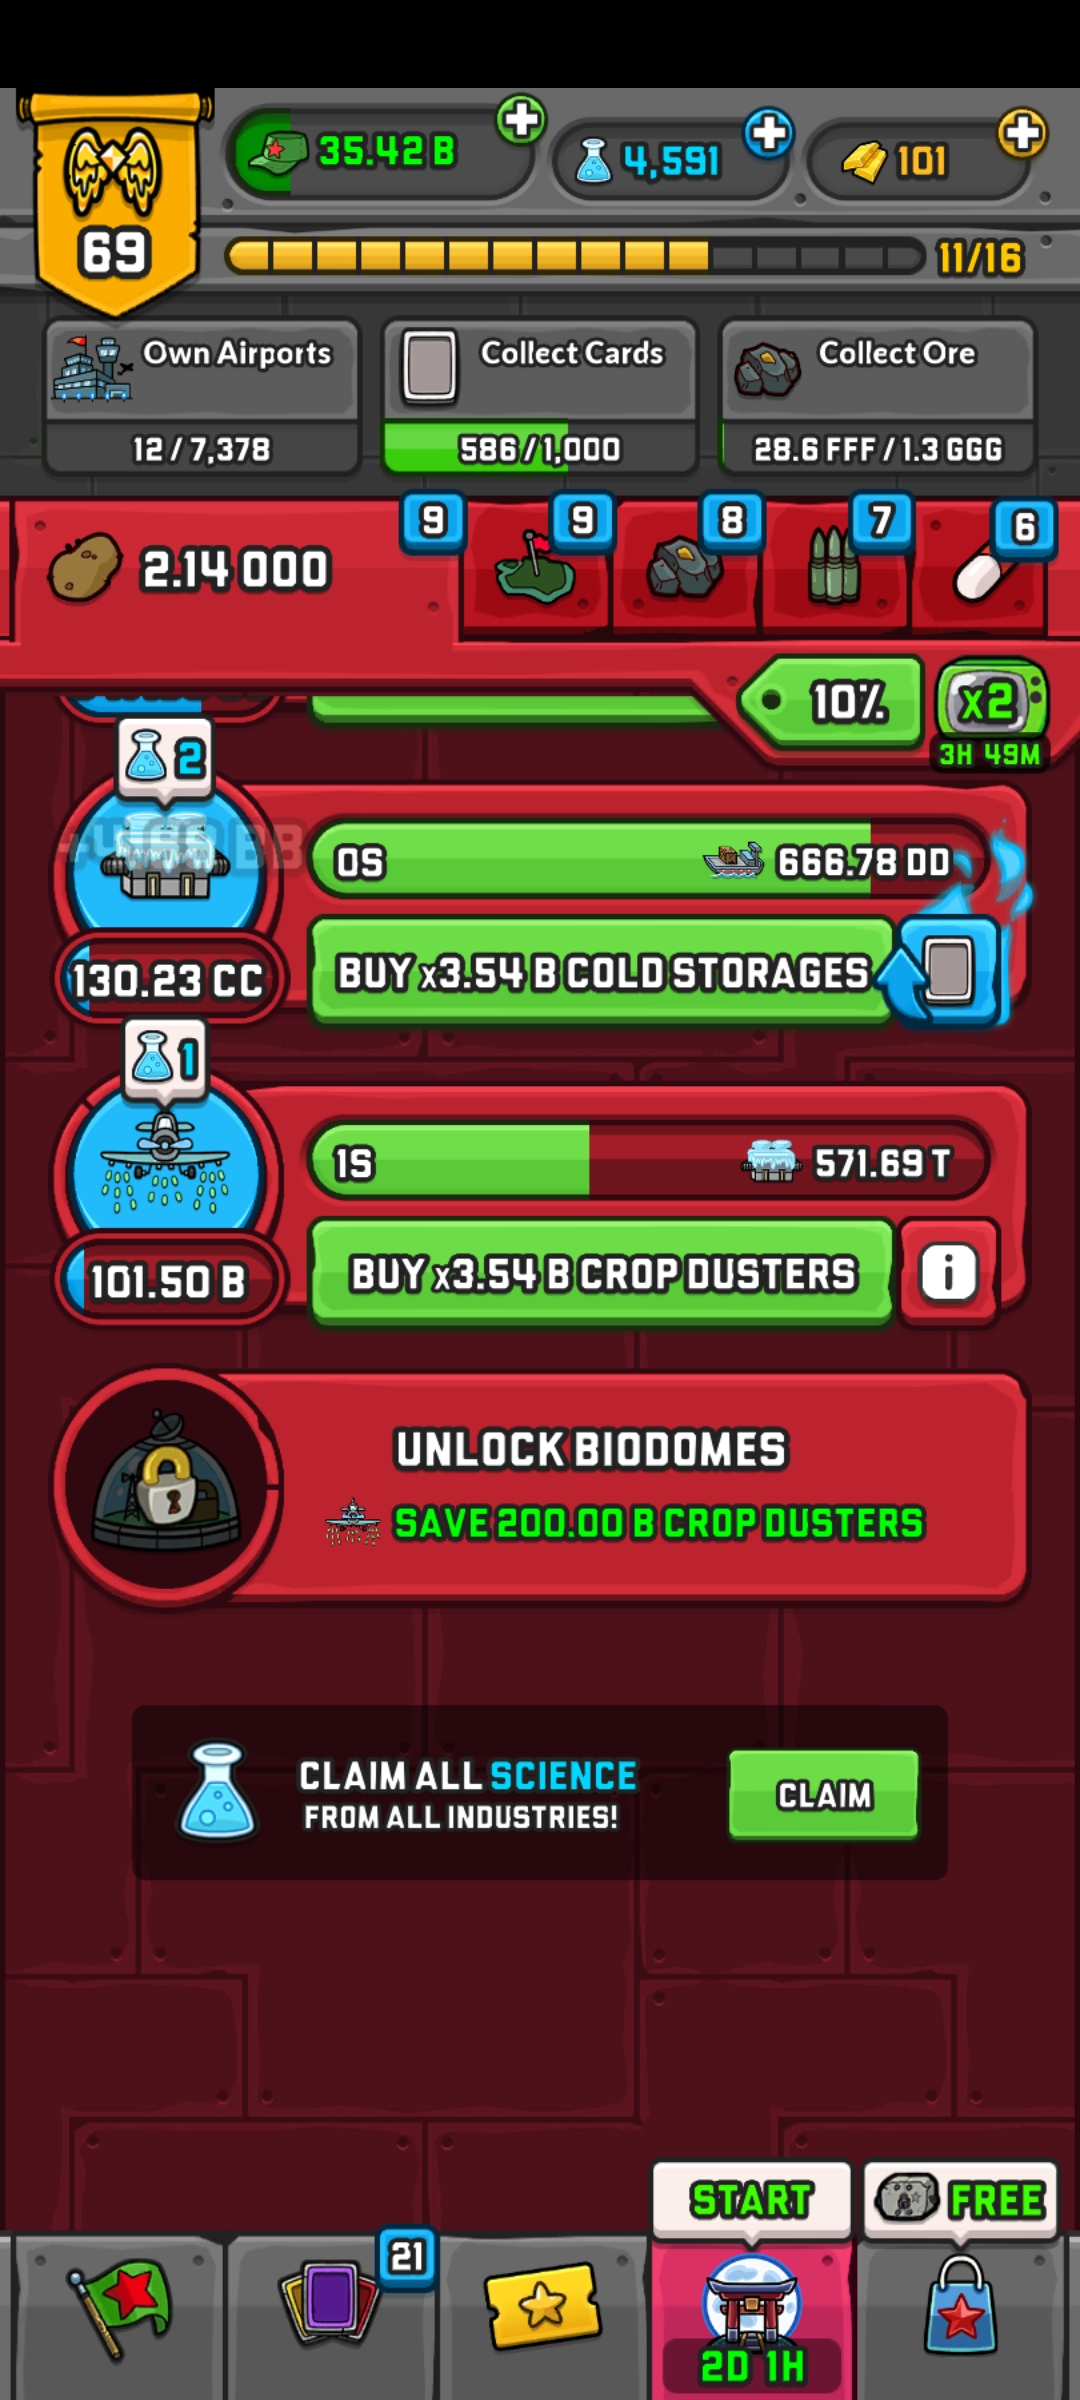 35.42 B
4,591
101
69
11/16
Own Airports
Collect Cards
Collect Ore
12 / 7,378
586/1,000
28.6 FFF / 1.3 GGG
9
9
8
7
6
2.14 000
10%
x2
3H 49M
2
0S
666.78 DD
130.23 CC
BUY x3.54 B COLD STORAGES
1
1S
571.69 T
101.50 B
BUY x3.54 B CROP DUSTERS
i
UNLOCK BIODOMES
SAVE 200.00 B CROP DUSTERS
CLAIM ALL SCIENCE
FROM ALL INDUSTRIES!
CLAIM
START
FREE
21
2D 1H